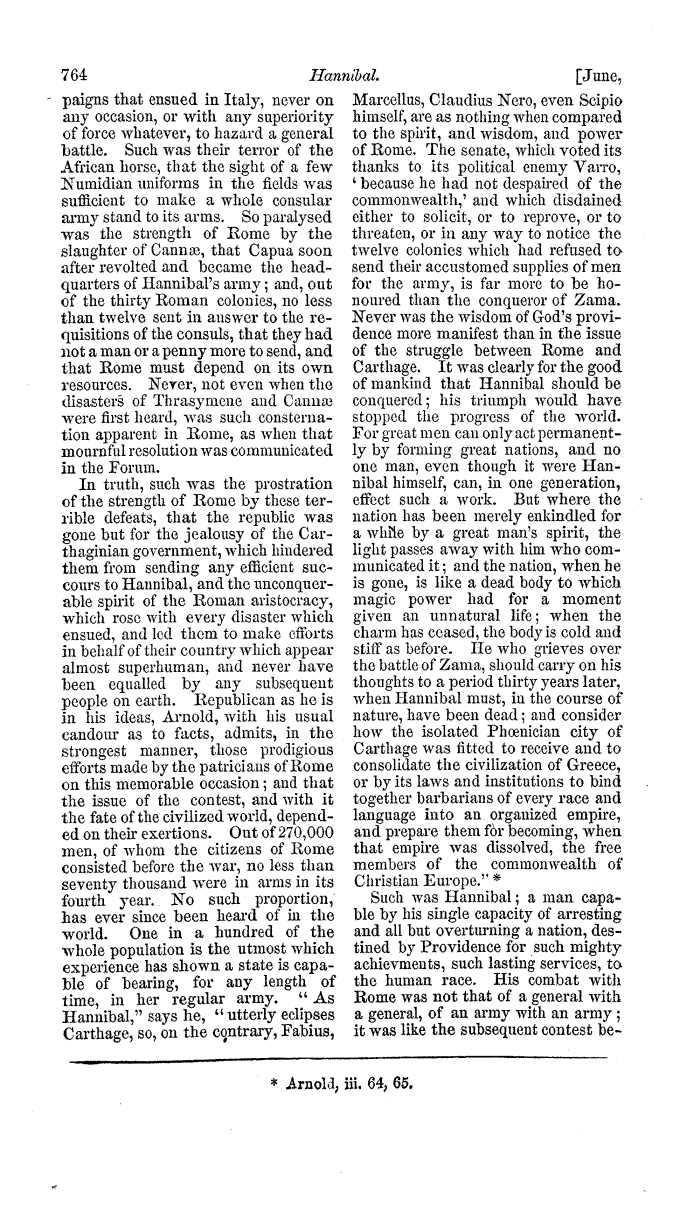 764
Hannibal.
[June,
paigns that ensued in Italy, never on
any occasion, or with any superiority
of force whatever, to hazard a general
battle. Such was their terror of the
African horse, that the sight of a few
Numidian uniforms in the fields was
sufficient to make a whole consular
army stand to its arms. So paralysed
was the strength of Rome by the
slaughter of Cannæ, that Capua soon
after revolted and became the head-
quarters of Hannibal's army; and, out
of the thirty Roman colonies, no less
than twelve sent in answer to the re-
quisitions of the consuls, that they had
not a man or a penny more to send, and
that Rome must depend on its own
resources. Never, not even when the
disasters of Thrasymene and Cannæ
were first heard, was such consterna-
tion apparent in Rome, as when that
mournful resolution was communicated
in the Forum.
In truth, such was the prostration
of the strength of Rome by these ter-
rible defeats, that the republic was
gone but for the jealousy of the Car-
thaginian government, which hindered
them from sending any efficient suc-
cours to Hannibal, and the unconquer-
able spirit of the Roman aristocracy,
which rose with every disaster which
ensued, and led them to make efforts
in behalf of their country which appear
almost superhuman, and never have
been equalled by any subsequent
people on earth. Republican as he is
in his ideas, Arnold, with his usual
candour as to facts, admits, in the
strongest manner, those prodigious
efforts made by the patricians of Rome
on this memorable occasion; and that
the issue of the contest, and with it
the fate of the civilized world, depend-
ed on their exertions. Out of 270,000
men, of whom the citizens of Rome
consisted before the war, no less than
seventy thousand were in arms in its
fourth year. No such proportion,
has ever since been heard of in the
world. One in a hundred of the
whole population is the utmost which
experience has shown a state is capa-
ble of bearing, for any length of
time, in her regular army. "As
Hannibal," says he, "utterly eclipses
Carthage, so, on the contrary, Fabius,
Marcellus, Claudius Nero, even Scipio
himself, are as nothing when compared
to the spirit, and wisdom, and power
of Rome. The senate, which voted its
thanks to its political enemy Varro,
'because he had not despaired of the
commonwealth,' and which disdained
either to solicit, or to reprove, or to
threaten, or in any way to notice the
twelve colonies which had refused to
send their accustomed supplies of men
for the army, is far more to be ho-
noured than the conqueror of Zama.
Never was the wisdom of God's provi-
dence more manifest than in the issue
of the struggle between Rome and
Carthage. It was clearly for the good
of mankind that Hannibal should be
conquered; his triumph would have
stopped the progress of the world.
For great men can only act permanent-
ly by forming great nations, and no
one man, even though it were Han-
nibal himself, can, in one generation,
effect such a work. But where the
nation has been merely enkindled for
a while by a great man's spirit, the
light passes away with him who com-
municated it; and the nation, when he
is gone, is like a dead body to which
magic power had for a moment
given an unnatural life; when the
charm has ceased, the body is cold and
stiff as before. He who grieves over
the battle of Zama, should carry on his
thoughts to a period thirty years later,
when Hannibal must, in the course of
nature, have been dead; and consider
how the isolated Phœnician city of
Carthage was fitted to receive and to
consolidate the civilization of Greece,
or by its laws and institutions to bind
together barbarians of every race and
language into an organized empire,
and prepare them for becoming, when
that empire was dissolved, the free
members of the commonwealth of
Christian Europe."*
Such was Hannibal; a man capa-
ble by his single capacity of arresting
and all but overturning a nation, des-
tined by Providence for such mighty
achievments, such lasting services, to
the human race. His combat with
Rome was not that of a general with
a general, of an army with an army;
it was like the subsequent contest be-
* Arnold, iii. 64, 65.